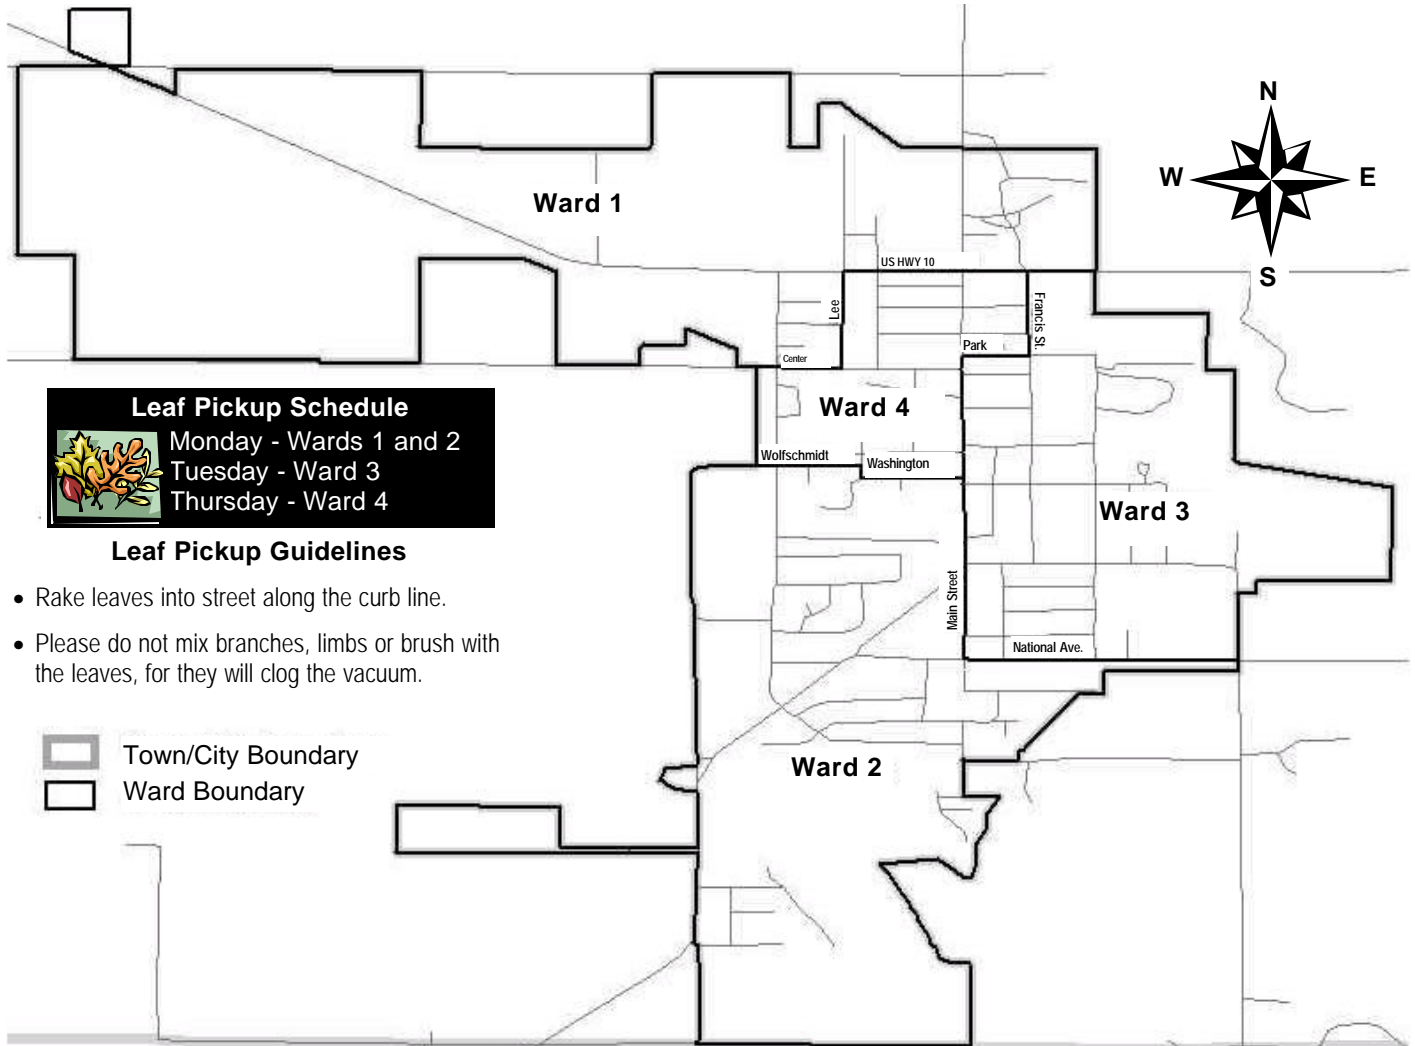 N
W E
S
Ward 1
US HWY 10
Lee
Francis St.
Park
Center
Ward 4
Wolfschmidt
Washington
Ward 3
Main Street
National Ave.
Ward 2
Leaf Pickup Schedule
Monday - Wards 1 and 2
Tuesday - Ward 3
Thursday - Ward 4
Leaf Pickup Guidelines
• Rake leaves into street along the curb line.
• Please do not mix branches, limbs or brush with
the leaves, for they will clog the vacuum.
Town/City Boundary
Ward Boundary